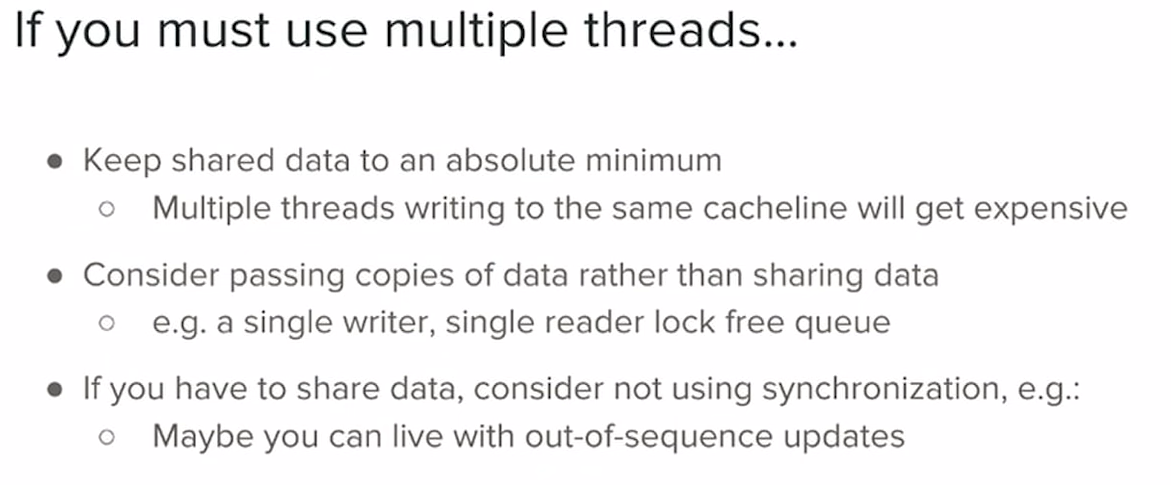 If you must use multiple threads...
● Keep shared data to an absolute minimum
○ Multiple threads writing to the same cacheline will get expensive
● Consider passing copies of data rather than sharing data
○ e.g. a single writer, single reader lock free queue
● If you have to share data, consider not using synchronization, e.g.:
○ Maybe you can live with out-of-sequence updates